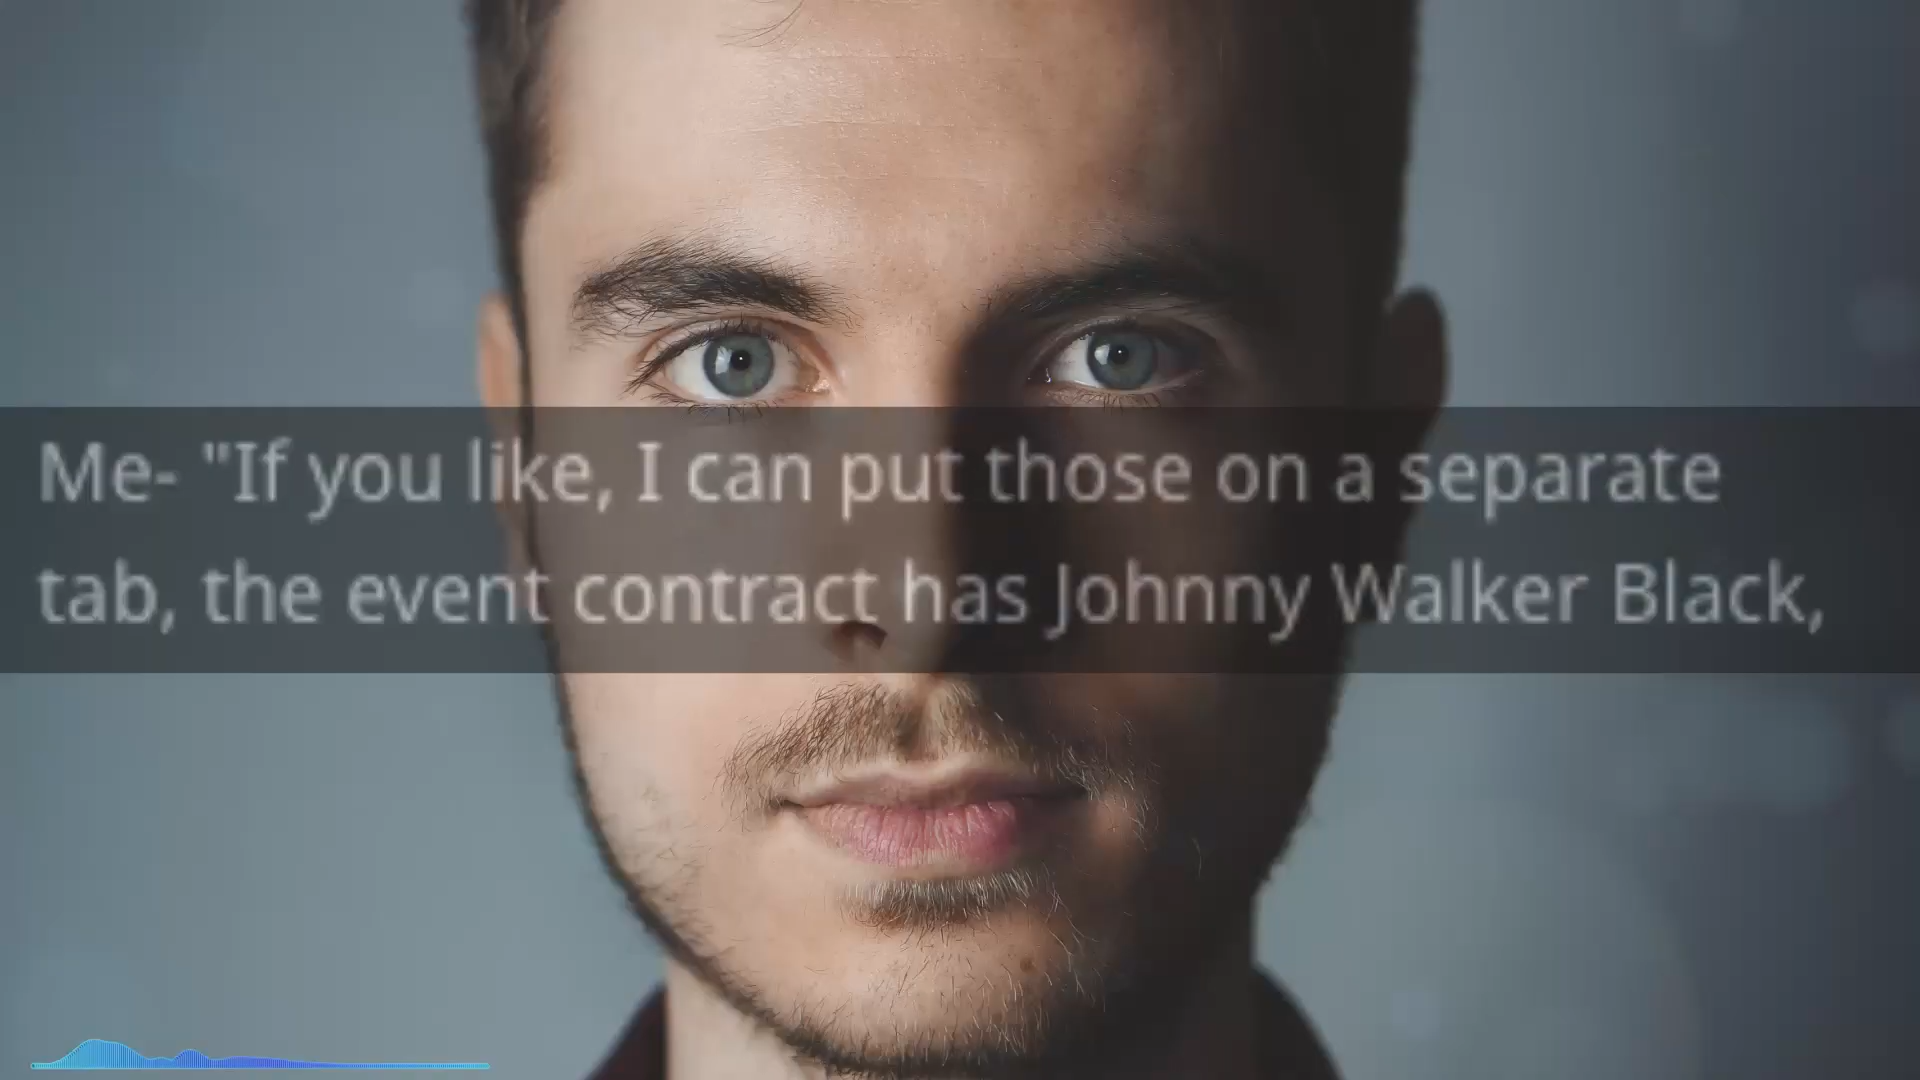 Me- "If you like, I can put those on a separate
tab, the event contract has Johnny Walker Black,